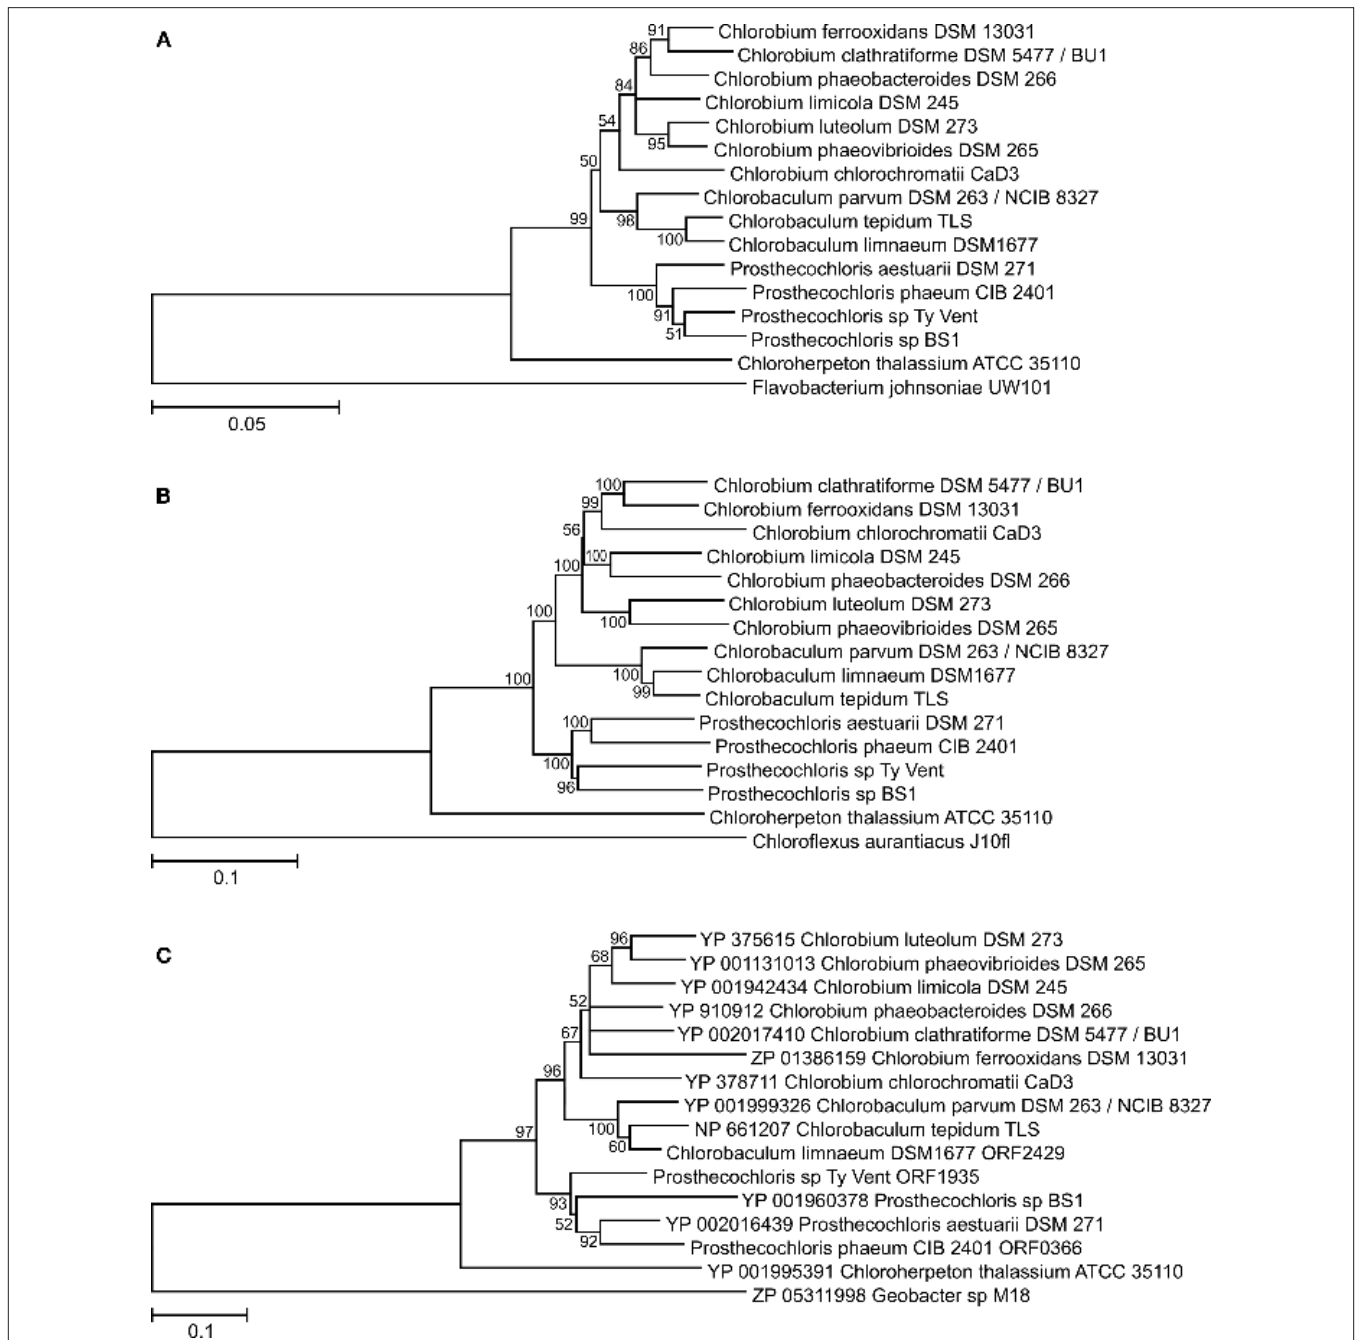 A
91
Chlorobium ferrooxidans DSM 13031
86
Chlorobium clathratiforme DSM 5477 / BU1
Chlorobium phaeobacteroides DSM 266
84
Chlorobium limicola DSM 245
54
Chlorobium luteolum DSM 273
95
Chlorobium phaeovibrioides DSM 265
50
Chlorobium chlorochromatii CaD3
Chlorobaculum parvum DSM 263 / NCIB 8327
99
98
Chlorobaculum tepidum TLS
100
Chlorobaculum limnaeum DSM1677
Prosthecochloris aestuarii DSM 271
100
Prosthecochloris phaeum CIB 2401
91
Prosthecochloris sp Ty Vent
51
Prosthecochloris sp BS1
Chloroherpeton thalassium ATCC 35110
Flavobacterium johnsoniae UW101
0.05
B
100
Chlorobium clathratiforme DSM 5477 / BU1
99
Chlorobium ferrooxidans DSM 13031
56
Chlorobium chlorochromatii CaD3
100
100
Chlorobium limicola DSM 245
Chlorobium phaeobacteroides DSM 266
100
Chlorobium luteolum DSM 273
100
Chlorobium phaeovibrioides DSM 265
Chlorobaculum parvum DSM 263 / NCIB 8327
100
100
Chlorobaculum limnaeum DSM1677
99
Chlorobaculum tepidum TLS
100
Prosthecochloris aestuarii DSM 271
Prosthecochloris phaeum CIB 2401
100
Prosthecochloris sp Ty Vent
96
Prosthecochloris sp BS1
Chloroherpeton thalassium ATCC 35110
Chloroflexus aurantiacus J10fl
0.1
C
96
YP 375615 Chlorobium luteolum DSM 273
68
YP 001131013 Chlorobium phaeovibrioides DSM 265
YP 001942434 Chlorobium limicola DSM 245
52
YP 910912 Chlorobium phaeobacteroides DSM 266
67
YP 002017410 Chlorobium clathratiforme DSM 5477 / BU1
ZP 01386159 Chlorobium ferrooxidans DSM 13031
96
YP 378711 Chlorobium chlorochromatii CaD3
YP 001999326 Chlorobaculum parvum DSM 263 / NCIB 8327
97
100
NP 661207 Chlorobaculum tepidum TLS
60
Chlorobaculum limnaeum DSM1677 ORF2429
Prosthecochloris sp Ty Vent ORF1935
93
YP 001960378 Prosthecochloris sp BS1
52
YP 002016439 Prosthecochloris aestuarii DSM 271
92
Prosthecochloris phaeum CIB 2401 ORF0366
YP 001995391 Chloroherpeton thalassium ATCC 35110
ZP 05311998 Geobacter sp M18
0.1